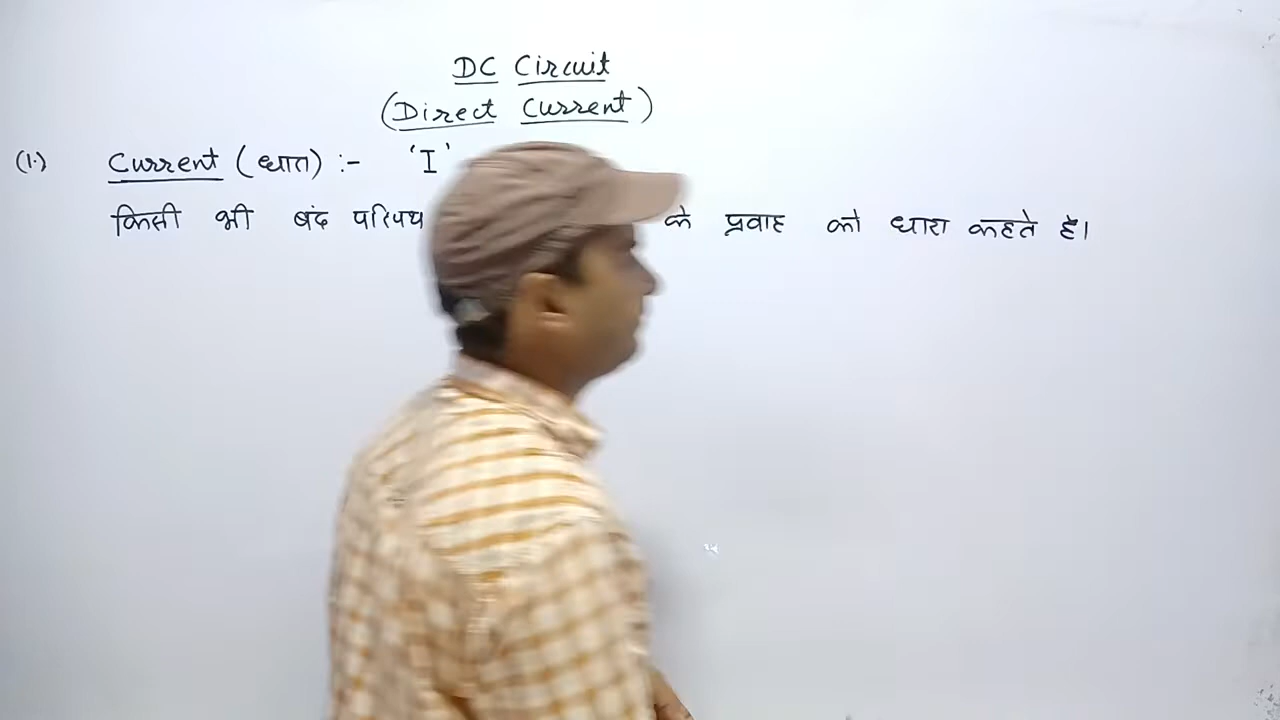 DC Circuit
(Direct Current)
(1.) Current (धारा) :- 'I'
किसी भी बंद परिपथ के प्रवाह को धारा कहते हैं।